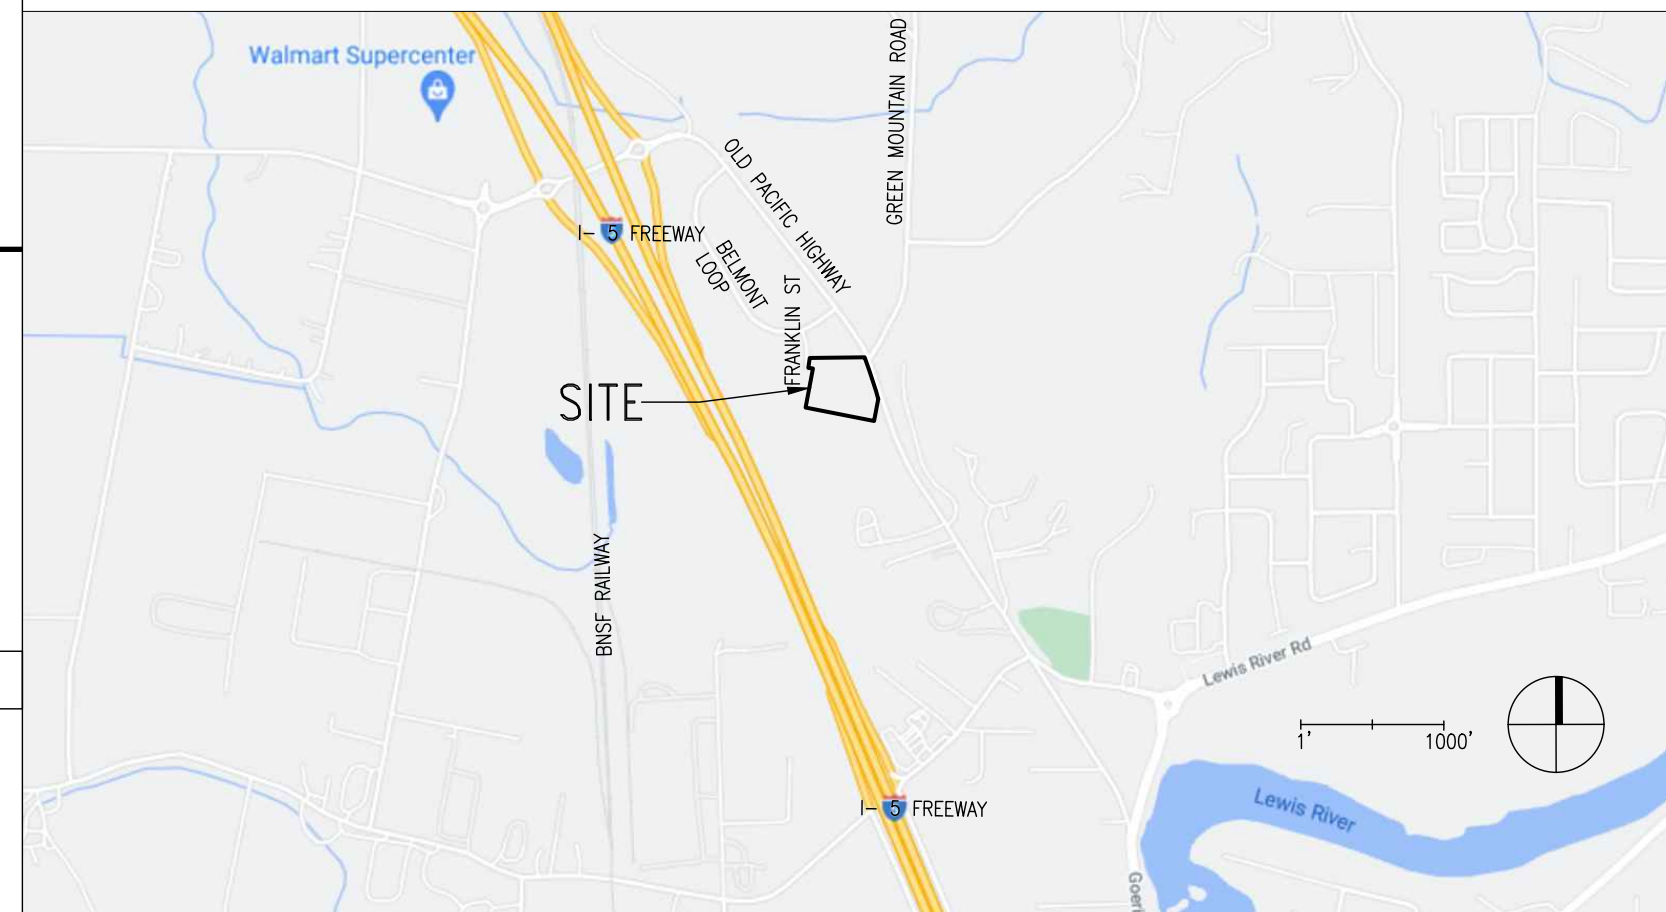 Walmart Supercenter
GREEN MOUNTAIN ROAD
OLD PACIFIC HIGHWAY
I- 5 FREEWAY
BELMONT
LOOP
FRANKLIN ST
SITE
BNSF RAILWAY
Lewis River Rd
1' 1000'
Lewis River
I- 5 FREEWAY
Goeri